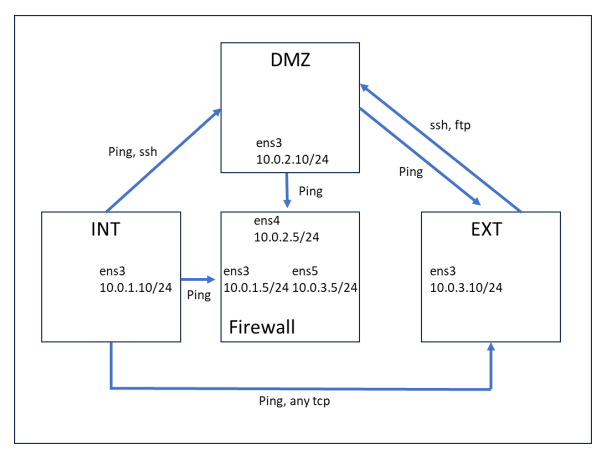 DMZ
ens3
10.0.2.10/24
Ping, ssh
ssh, ftp
Ping
Ping
INT
ens3
10.0.1.10/24
Ping
ens4
10.0.2.5/24
ens3
10.0.1.5/24
ens5
10.0.3.5/24
Firewall
EXT
ens3
10.0.3.10/24
Ping, any tcp